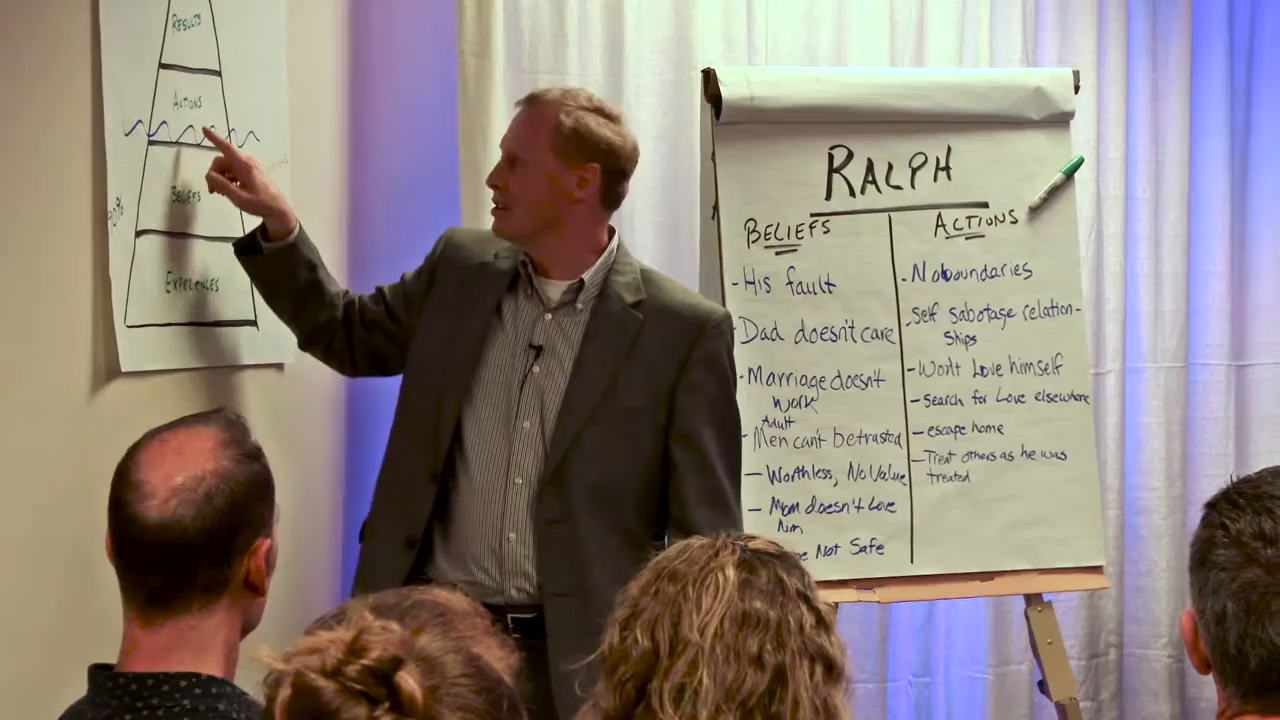 RESULTS
ACTIONS
BELIEFS
EXPERIENCES
RALPH
BELIEFS
- His fault
- Dad doesn't care
- Marriage doesn't
work
Adult
- Men can't be trusted
- Worthless, No Value
- Mom doesn't Love
him
Not Safe
ACTIONS
- No boundaries
- Self sabotage relation-
ships
- Won't Love himself
- Search for Love elsewhere
- escape home
- Treat others as he was
treated